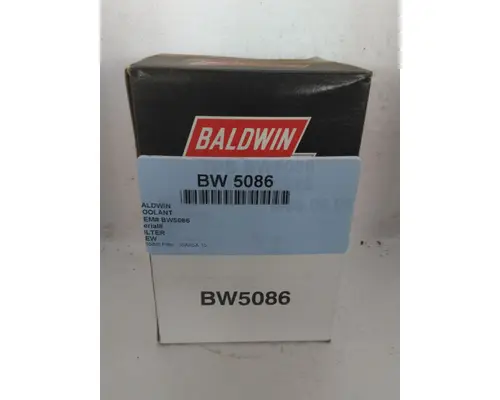 BALDWIN
BW 5086
ALDWIN
OOLANT
EM# BW5086
erial#
ILTER
EW
BW5086